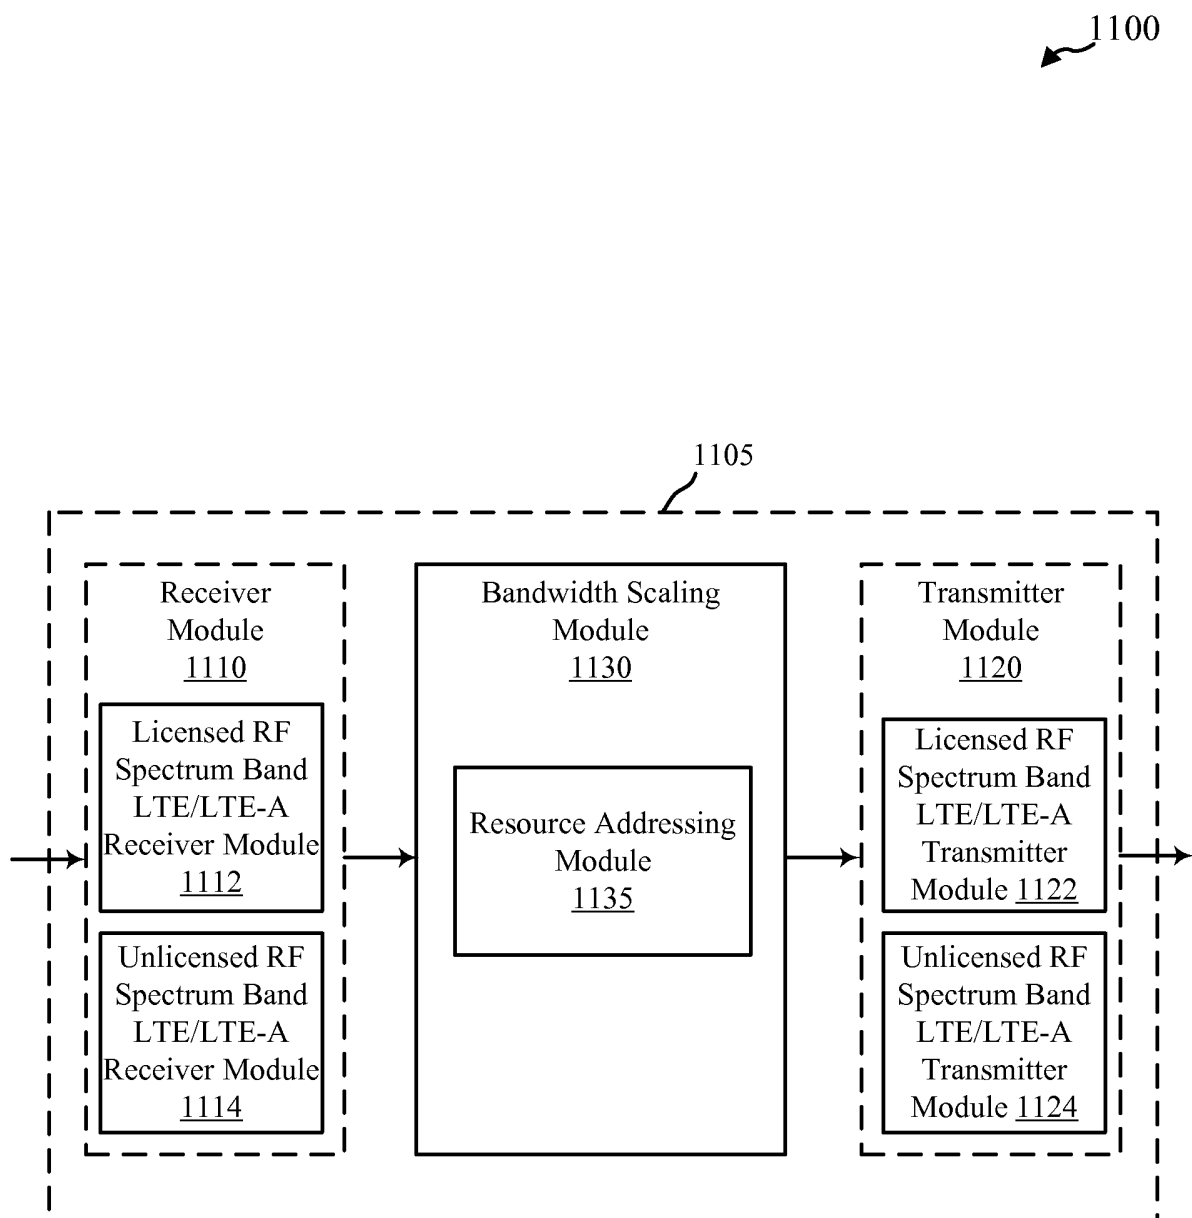 1100
1105
Receiver
Module
1110
Licensed RF
Spectrum Band
LTE/LTE-A
Receiver Module
1112
Unlicensed RF
Spectrum Band
LTE/LTE-A
Receiver Module
1114
Bandwidth Scaling
Module
1130
Resource Addressing
Module
1135
Transmitter
Module
1120
Licensed RF
Spectrum Band
LTE/LTE-A
Transmitter
Module 1122
Unlicensed RF
Spectrum Band
LTE/LTE-A
Transmitter
Module 1124